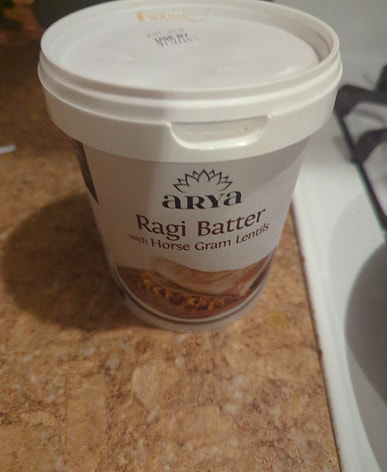 ARYA
Ragi Batter
with Horse Gram Lentils